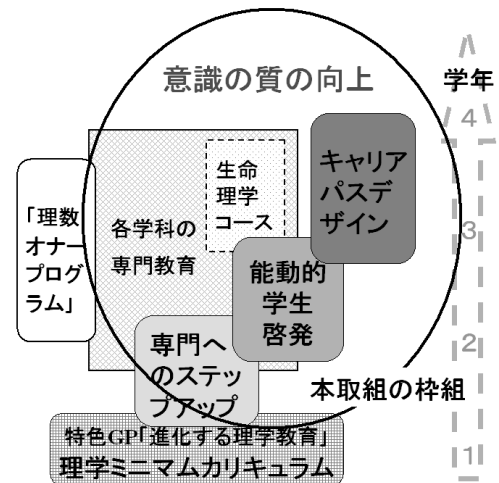 意識の質の向上
学年
4
3
2
1
キャリア
パスデ
ザイン
生命
理学
コース
「理数
オナー
プログ
ラム」
各学科の
専門教育
能動的
学生
啓発
専門へ
のステッ
プアップ
本取組の枠組
特色GP「進化する理学教育」
理学ミニマムカリキュラム